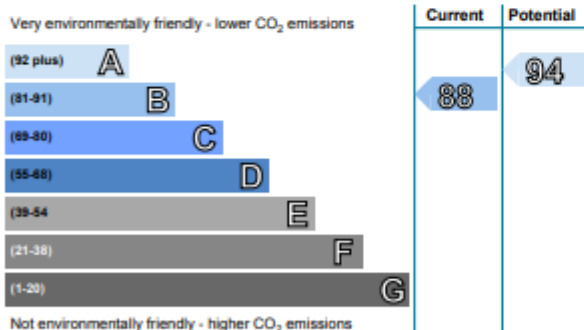 Current Potential
Very environmentally friendly - lower CO2 emissions
(92 plus) A
94
(81-91) B
88
(69-80) C
(55-68) D
(39-54 E
(21-38) F
(1-20) G
Not environmentally friendly - higher CO2 emissions